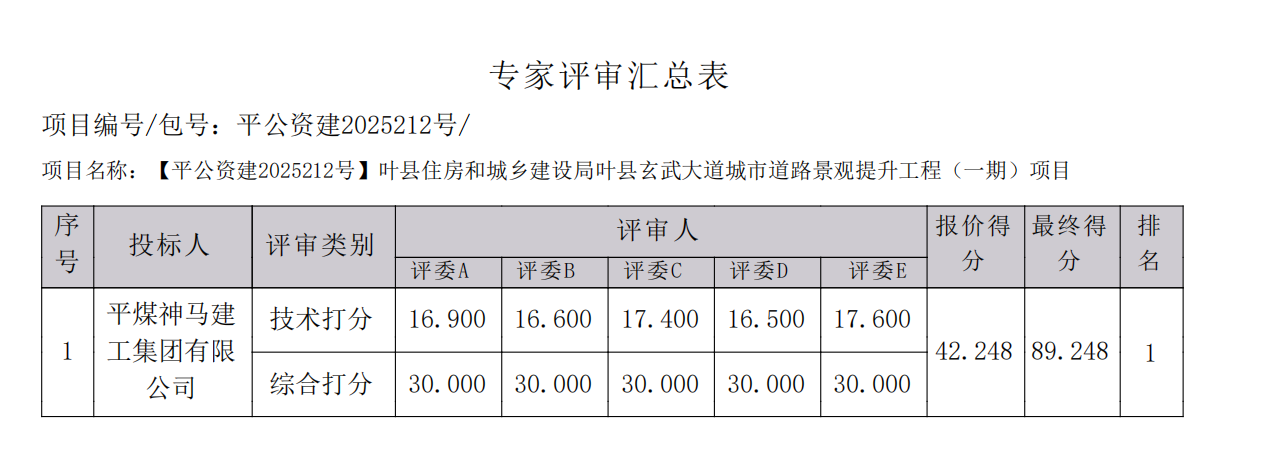 专家评审汇总表
项目编号/包号：平公资建2025212号/
项目名称：【平公资建2025212号】叶县住房和城乡建设局叶县玄武大道城市道路景观提升工程（一期）项目
序号 投标人 评审类别 评审人 报价得分 最终得分 排名
评委A 评委B 评委C 评委D 评委E
1 平煤神马建工集团有限公司 技术打分 16.900 16.600 17.400 16.500 17.600 42.248 89.248 1
综合打分 30.000 30.000 30.000 30.000 30.000